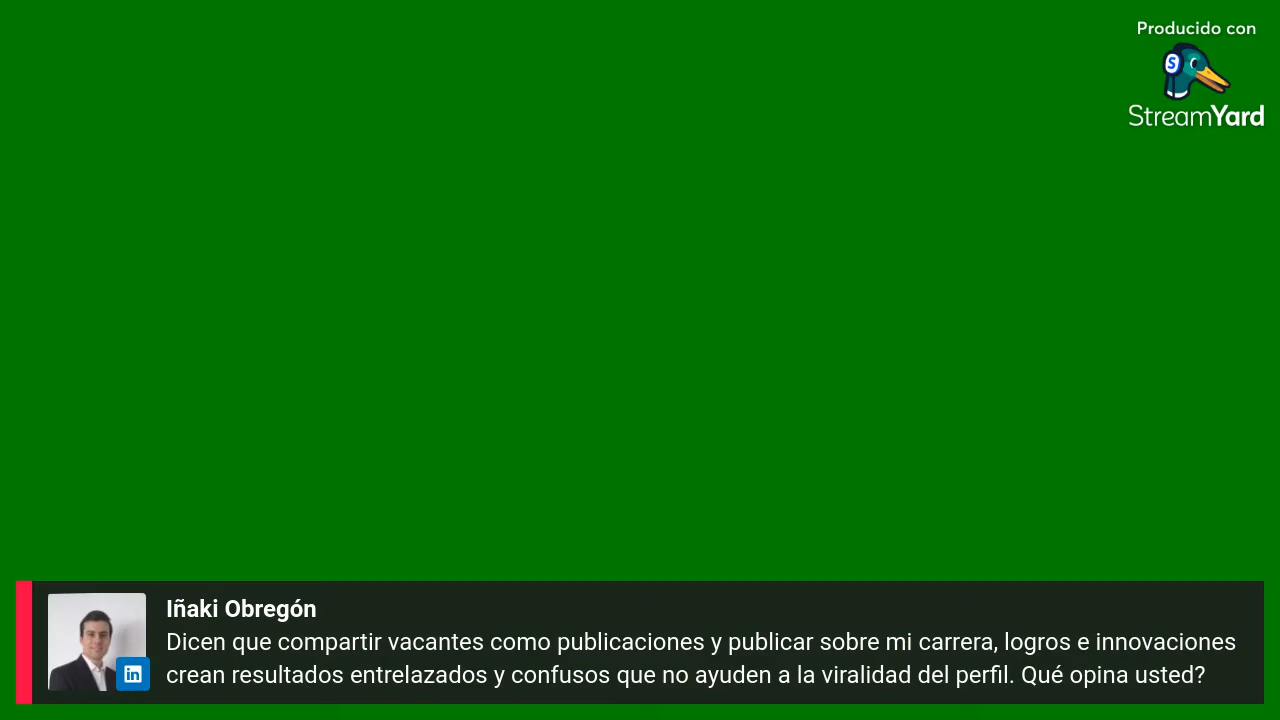 Producido con
S
StreamYard
Iñaki Obregón
in
Dicen que compartir vacantes como publicaciones y publicar sobre mi carrera, logros e innovaciones
crean resultados entrelazados y confusos que no ayuden a la viralidad del perfil. Qué opina usted?